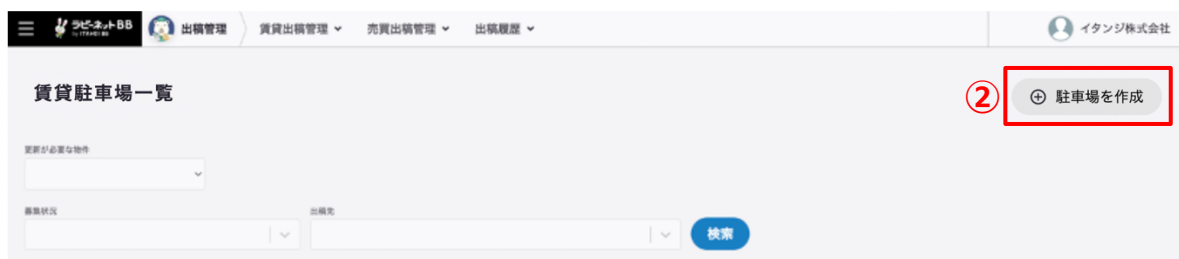 ラビーネットBB
by ITANDI BB
出稿管理
賃貸出稿管理
売買出稿管理
出稿履歴
イタンジ株式会社
賃貸駐車場一覧
②
駐車場を作成
更新が必要な物件
募集状況
出稿先
検索